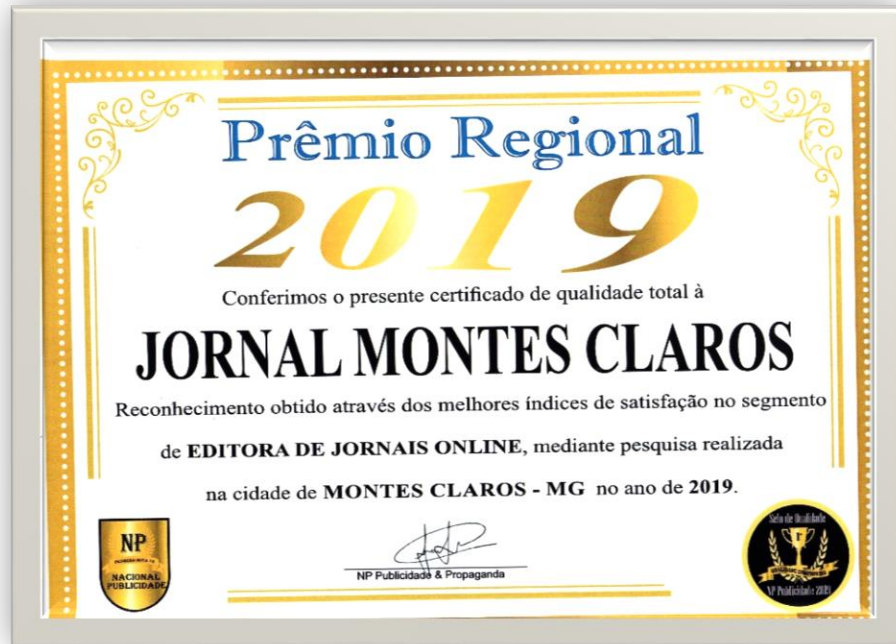 Prêmio Regional
2019
Conferimos o presente certificado de qualidade total à
JORNAL MONTES CLAROS
Reconhecimento obtido através dos melhores índices de satisfação no segmento
de EDITORA DE JORNAIS ONLINE, mediante pesquisa realizada
na cidade de MONTES CLAROS - MG no ano de 2019.
NP Publicidade & Propaganda
NP
NACIONAL
PUBLICIDADE
Selo de Qualidade
NP Publicidade 2019